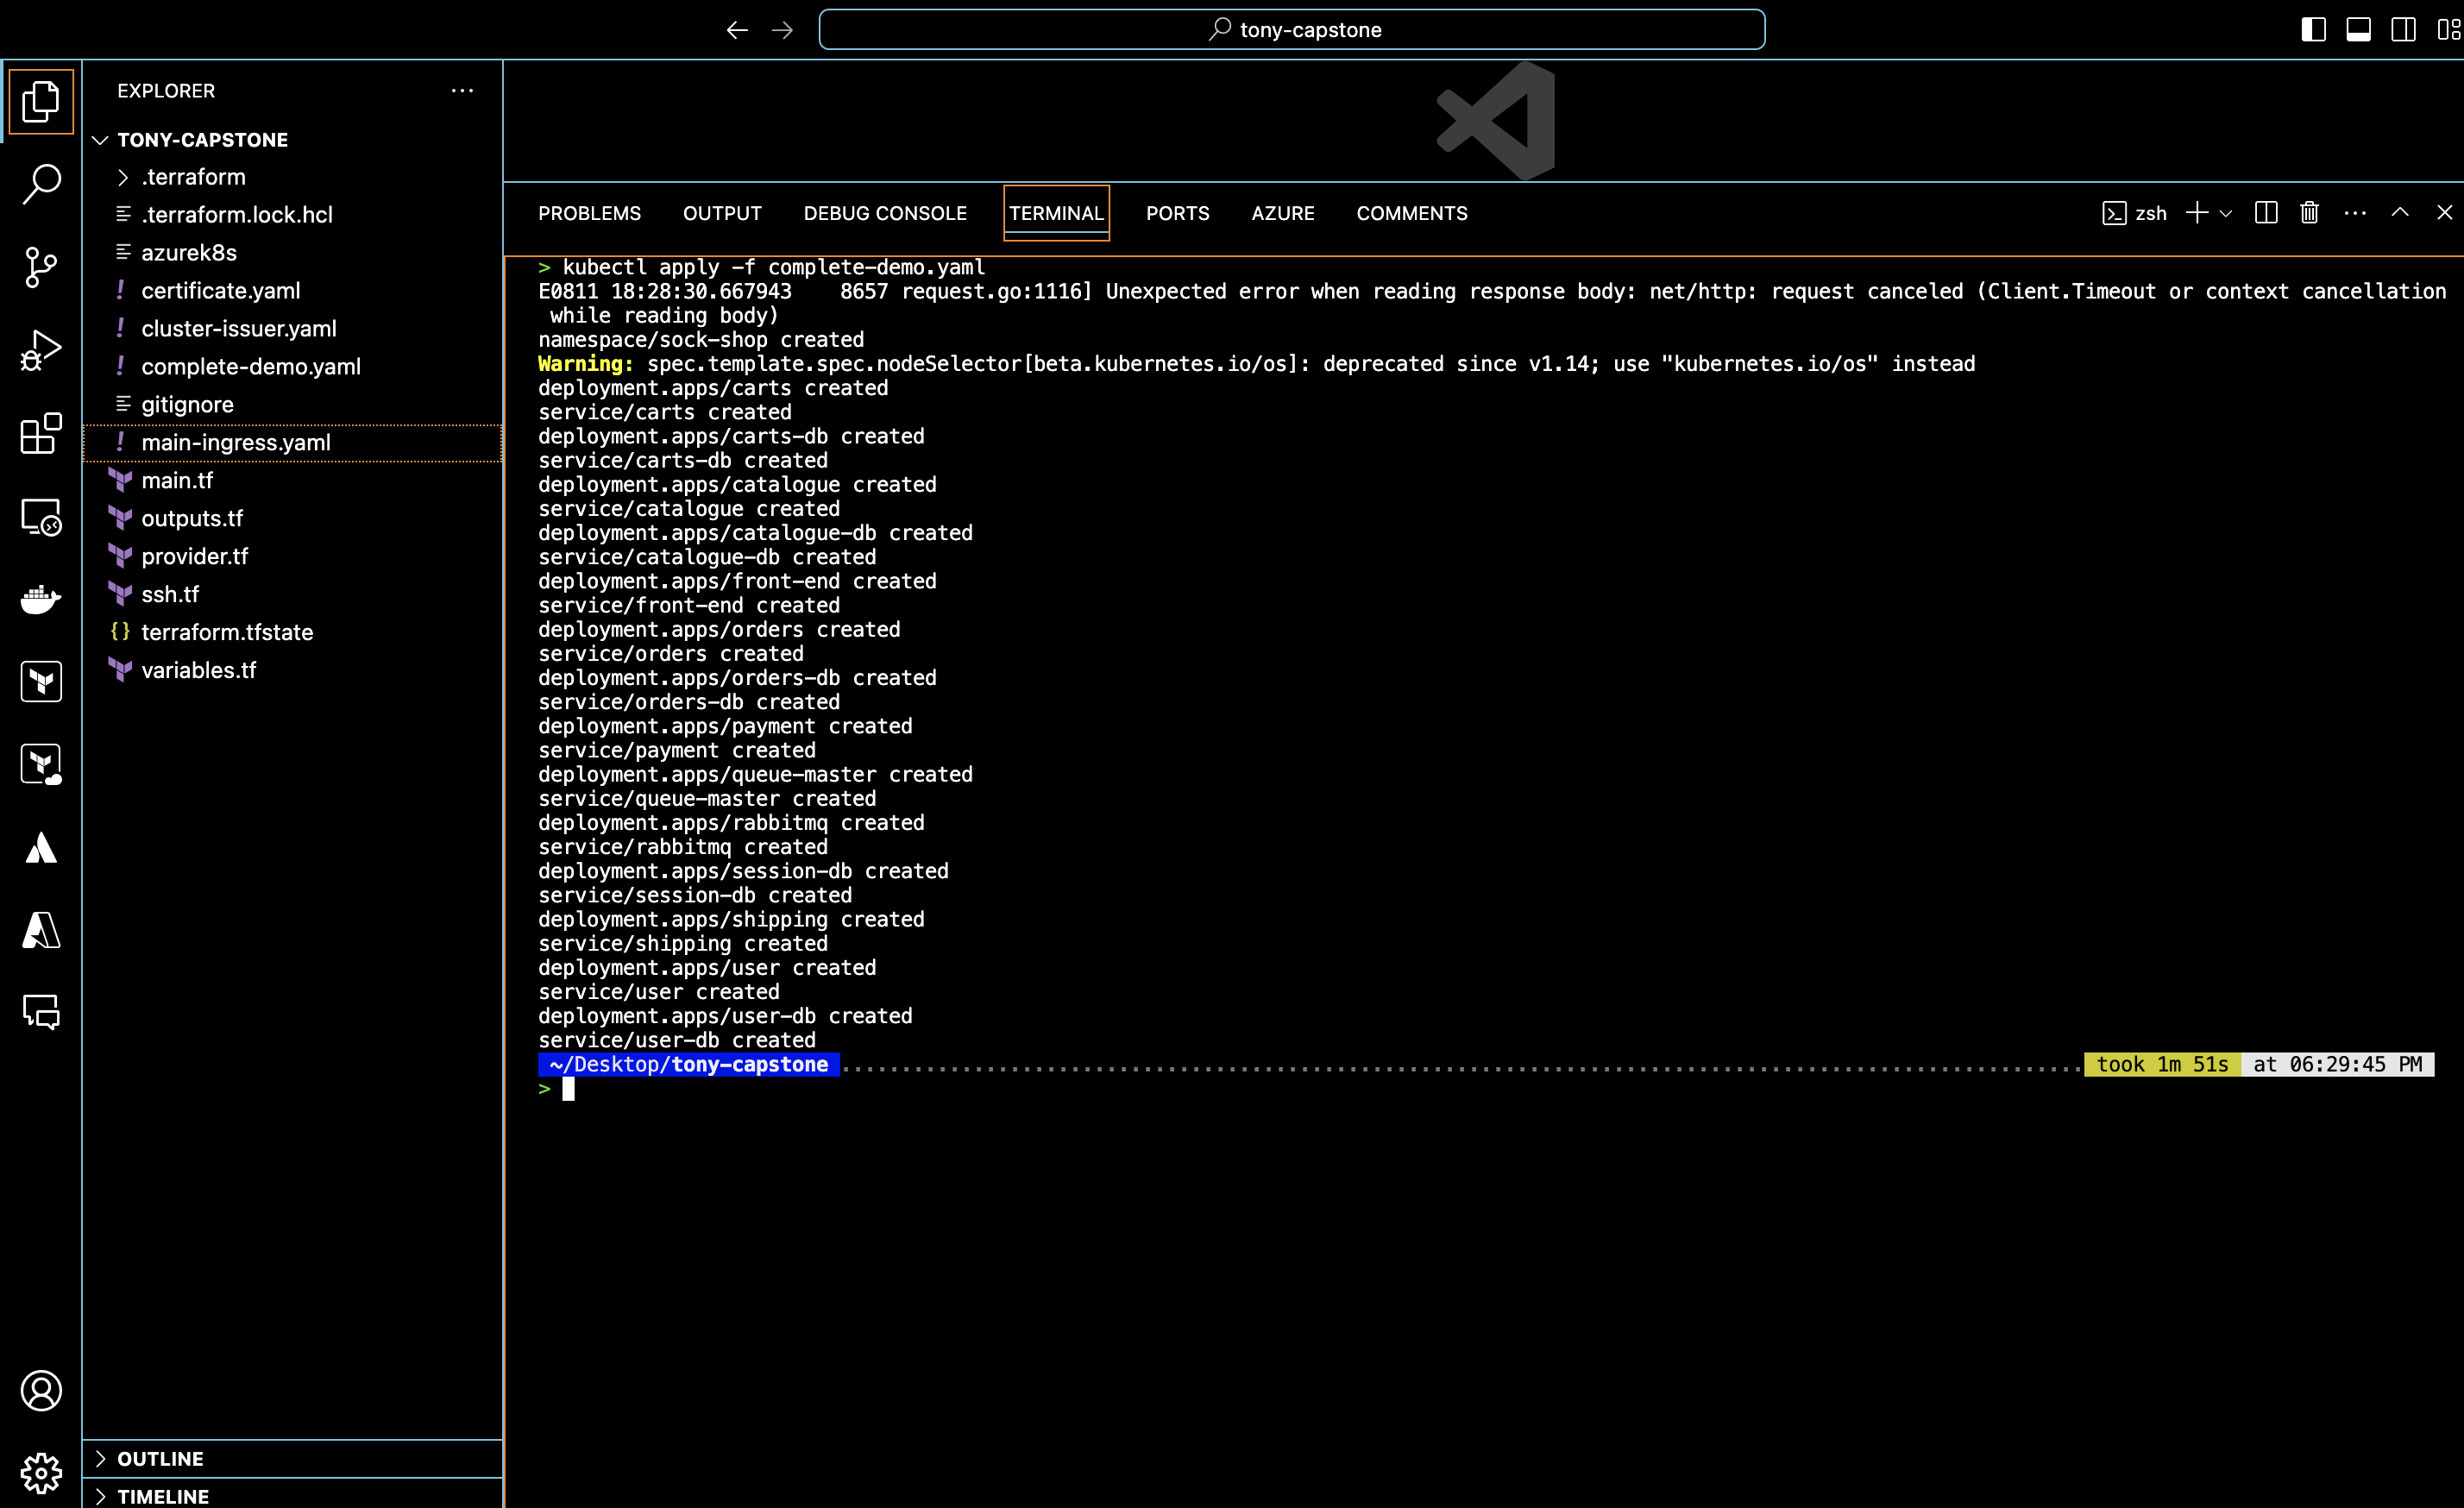 tony-capstone
EXPLORER
TONY-CAPSTONE
.terraform
.terraform.lock.hcl
azurek8s
! certificate.yaml
! cluster-issuer.yaml
! complete-demo.yaml
gitignore
! main-ingress.yaml
main.tf
outputs.tf
provider.tf
ssh.tf
{} terraform.tfstate
variables.tf
OUTLINE
TIMELINE
PROBLEMS OUTPUT DEBUG CONSOLE TERMINAL PORTS AZURE COMMENTS
zsh
> kubectl apply -f complete-demo.yaml
E0811 18:28:30.667943    8657 request.go:1116] Unexpected error when reading response body: net/http: request canceled (Client.Timeout or context cancellation
while reading body)
namespace/sock-shop created
Warning: spec.template.spec.nodeSelector[beta.kubernetes.io/os]: deprecated since v1.14; use "kubernetes.io/os" instead
deployment.apps/carts created
service/carts created
deployment.apps/carts-db created
service/carts-db created
deployment.apps/catalogue created
service/catalogue created
deployment.apps/catalogue-db created
service/catalogue-db created
deployment.apps/front-end created
service/front-end created
deployment.apps/orders created
service/orders created
deployment.apps/orders-db created
service/orders-db created
deployment.apps/payment created
service/payment created
deployment.apps/queue-master created
service/queue-master created
deployment.apps/rabbitmq created
service/rabbitmq created
deployment.apps/session-db created
service/session-db created
deployment.apps/shipping created
service/shipping created
deployment.apps/user created
service/user created
deployment.apps/user-db created
service/user-db created
~/Desktop/tony-capstone took 1m 51s at 06:29:45 PM
>